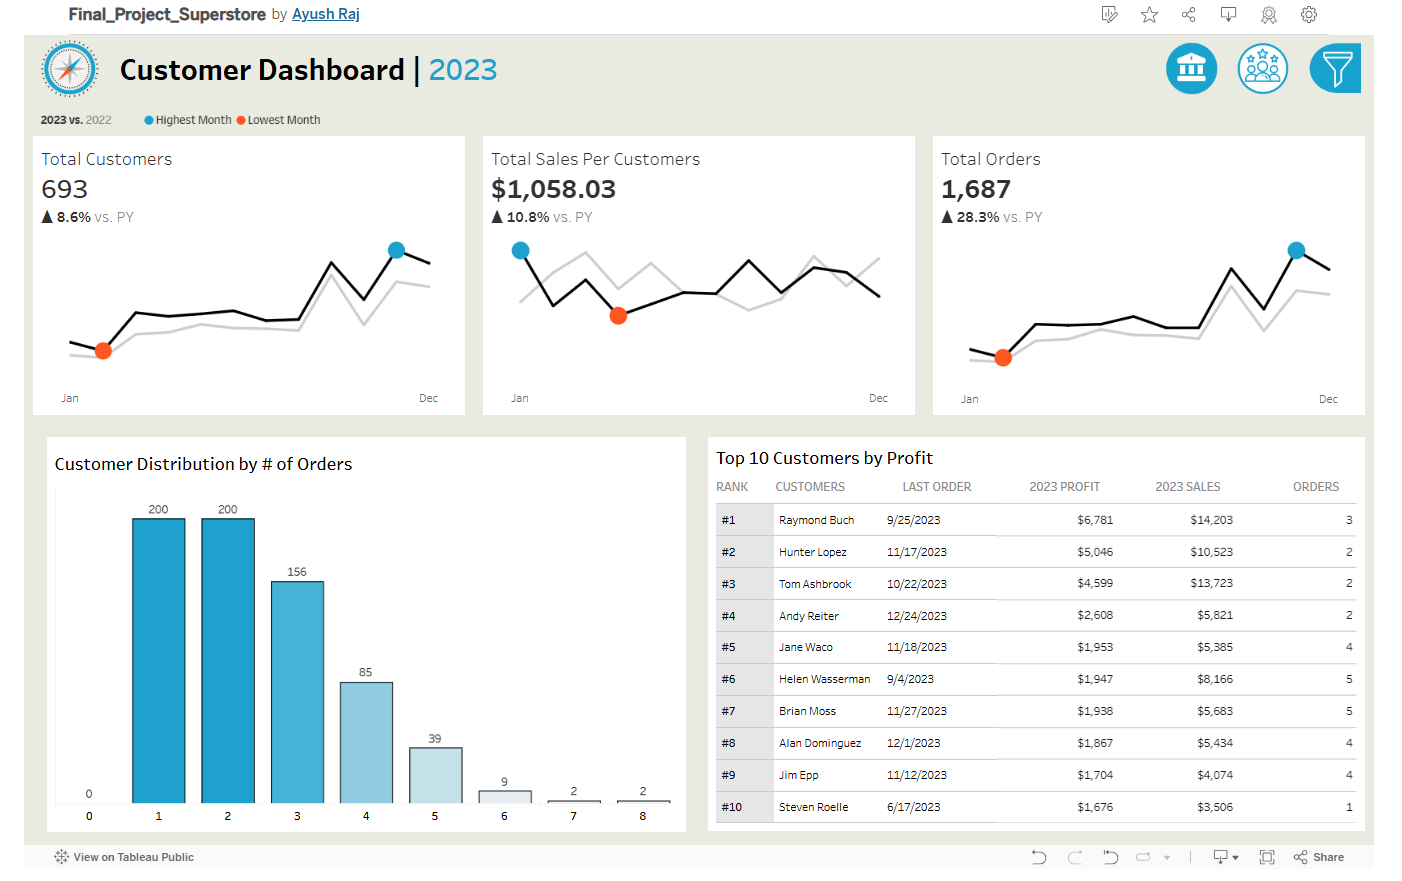 Final_Project_Superstore by Ayush Raj
Customer Dashboard | 2023
2023 vs. 2022 Highest Month Lowest Month
Total Customers
693
▲ 8.6% vs. PY
Jan Dec
Total Sales Per Customers
$1,058.03
▲ 10.8% vs. PY
Jan Dec
Total Orders
1,687
▲ 28.3% vs. PY
Jan Dec
Customer Distribution by # of Orders
200 200
156
85
39
9
2 2
0
0 1 2 3 4 5 6 7 8
Top 10 Customers by Profit
RANK CUSTOMERS LAST ORDER 2023 PROFIT 2023 SALES ORDERS
#1 Raymond Buch 9/25/2023 $6,781 $14,203 3
#2 Hunter Lopez 11/17/2023 $5,046 $10,523 2
#3 Tom Ashbrook 10/22/2023 $4,599 $13,723 2
#4 Andy Reiter 12/24/2023 $2,608 $5,821 2
#5 Jane Waco 11/18/2023 $1,953 $5,385 4
#6 Helen Wasserman 9/4/2023 $1,947 $8,166 5
#7 Brian Moss 11/27/2023 $1,938 $5,683 5
#8 Alan Dominguez 12/1/2023 $1,867 $5,434 4
#9 Jim Epp 11/12/2023 $1,704 $4,074 4
#10 Steven Roelle 6/17/2023 $1,676 $3,506 1
View on Tableau Public Share